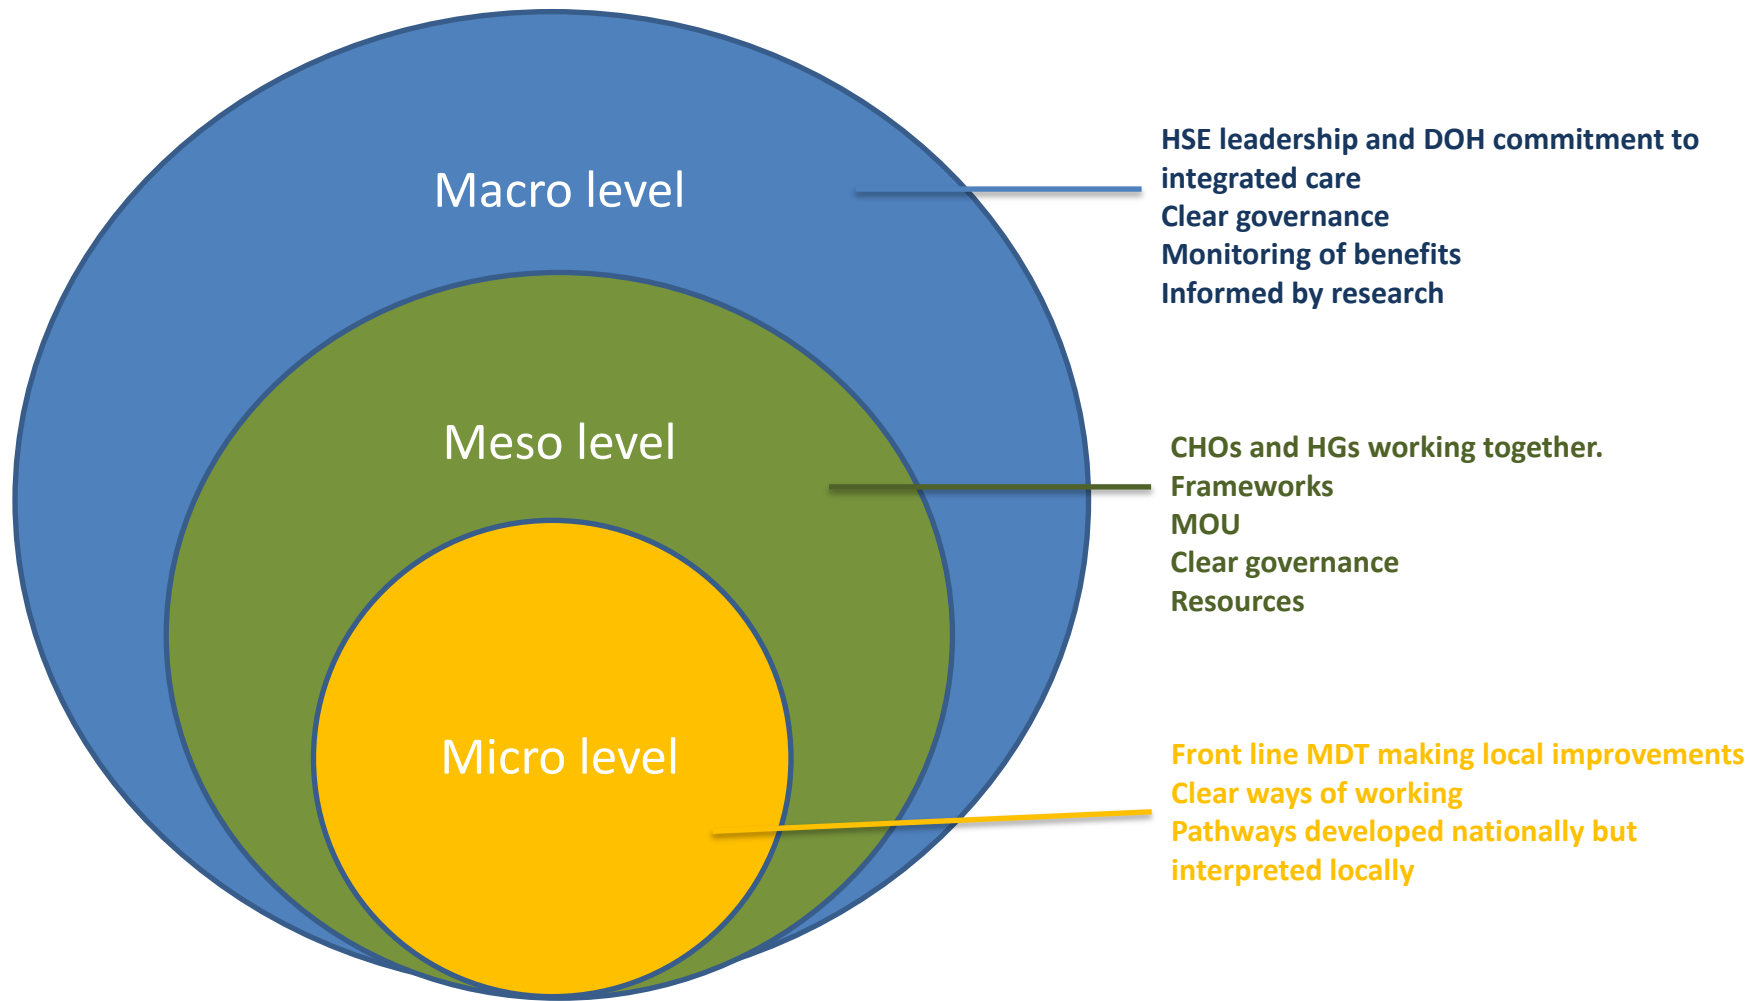 Macro level
HSE leadership and DOH commitment to
integrated care
Clear governance
Monitoring of benefits
Informed by research
Meso level
CHOs and HGs working together.
Frameworks
MOU
Clear governance
Resources
Micro level
Front line MDT making local improvements
Clear ways of working
Pathways developed nationally but
interpreted locally